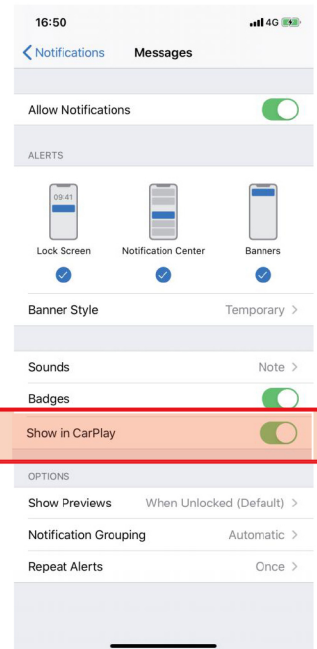 16:50 4G
Notifications Messages
Allow Notifications
ALERTS
09:41
Lock Screen Notification Center Banners
Banner Style Temporary
Sounds Note
Badges
Show in CarPlay
OPTIONS
Show Previews When Unlocked (Default)
Notification Grouping Automatic
Repeat Alerts Once